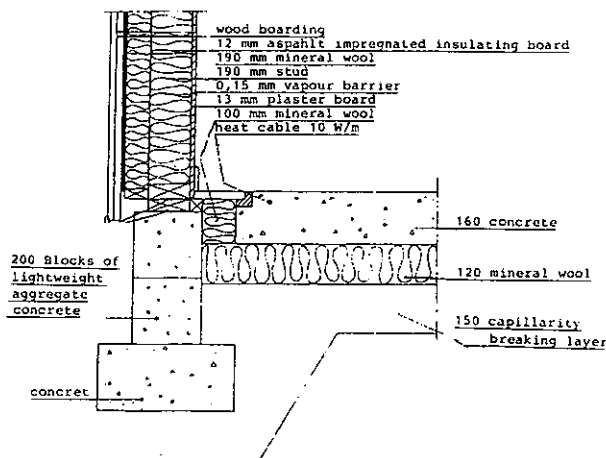 wood boarding
12 mm aspahlt impregnated insulating board
190 mm mineral wool
190 mm stud
0,15 mm vapour barrier
13 mm plaster board
100 mm mineral wool
heat cable 10 W/m
160 concrete
200 Blocks of
lightweight
aggregate
concrete
120 mineral wool
150 capillarity
breaking layer
concret